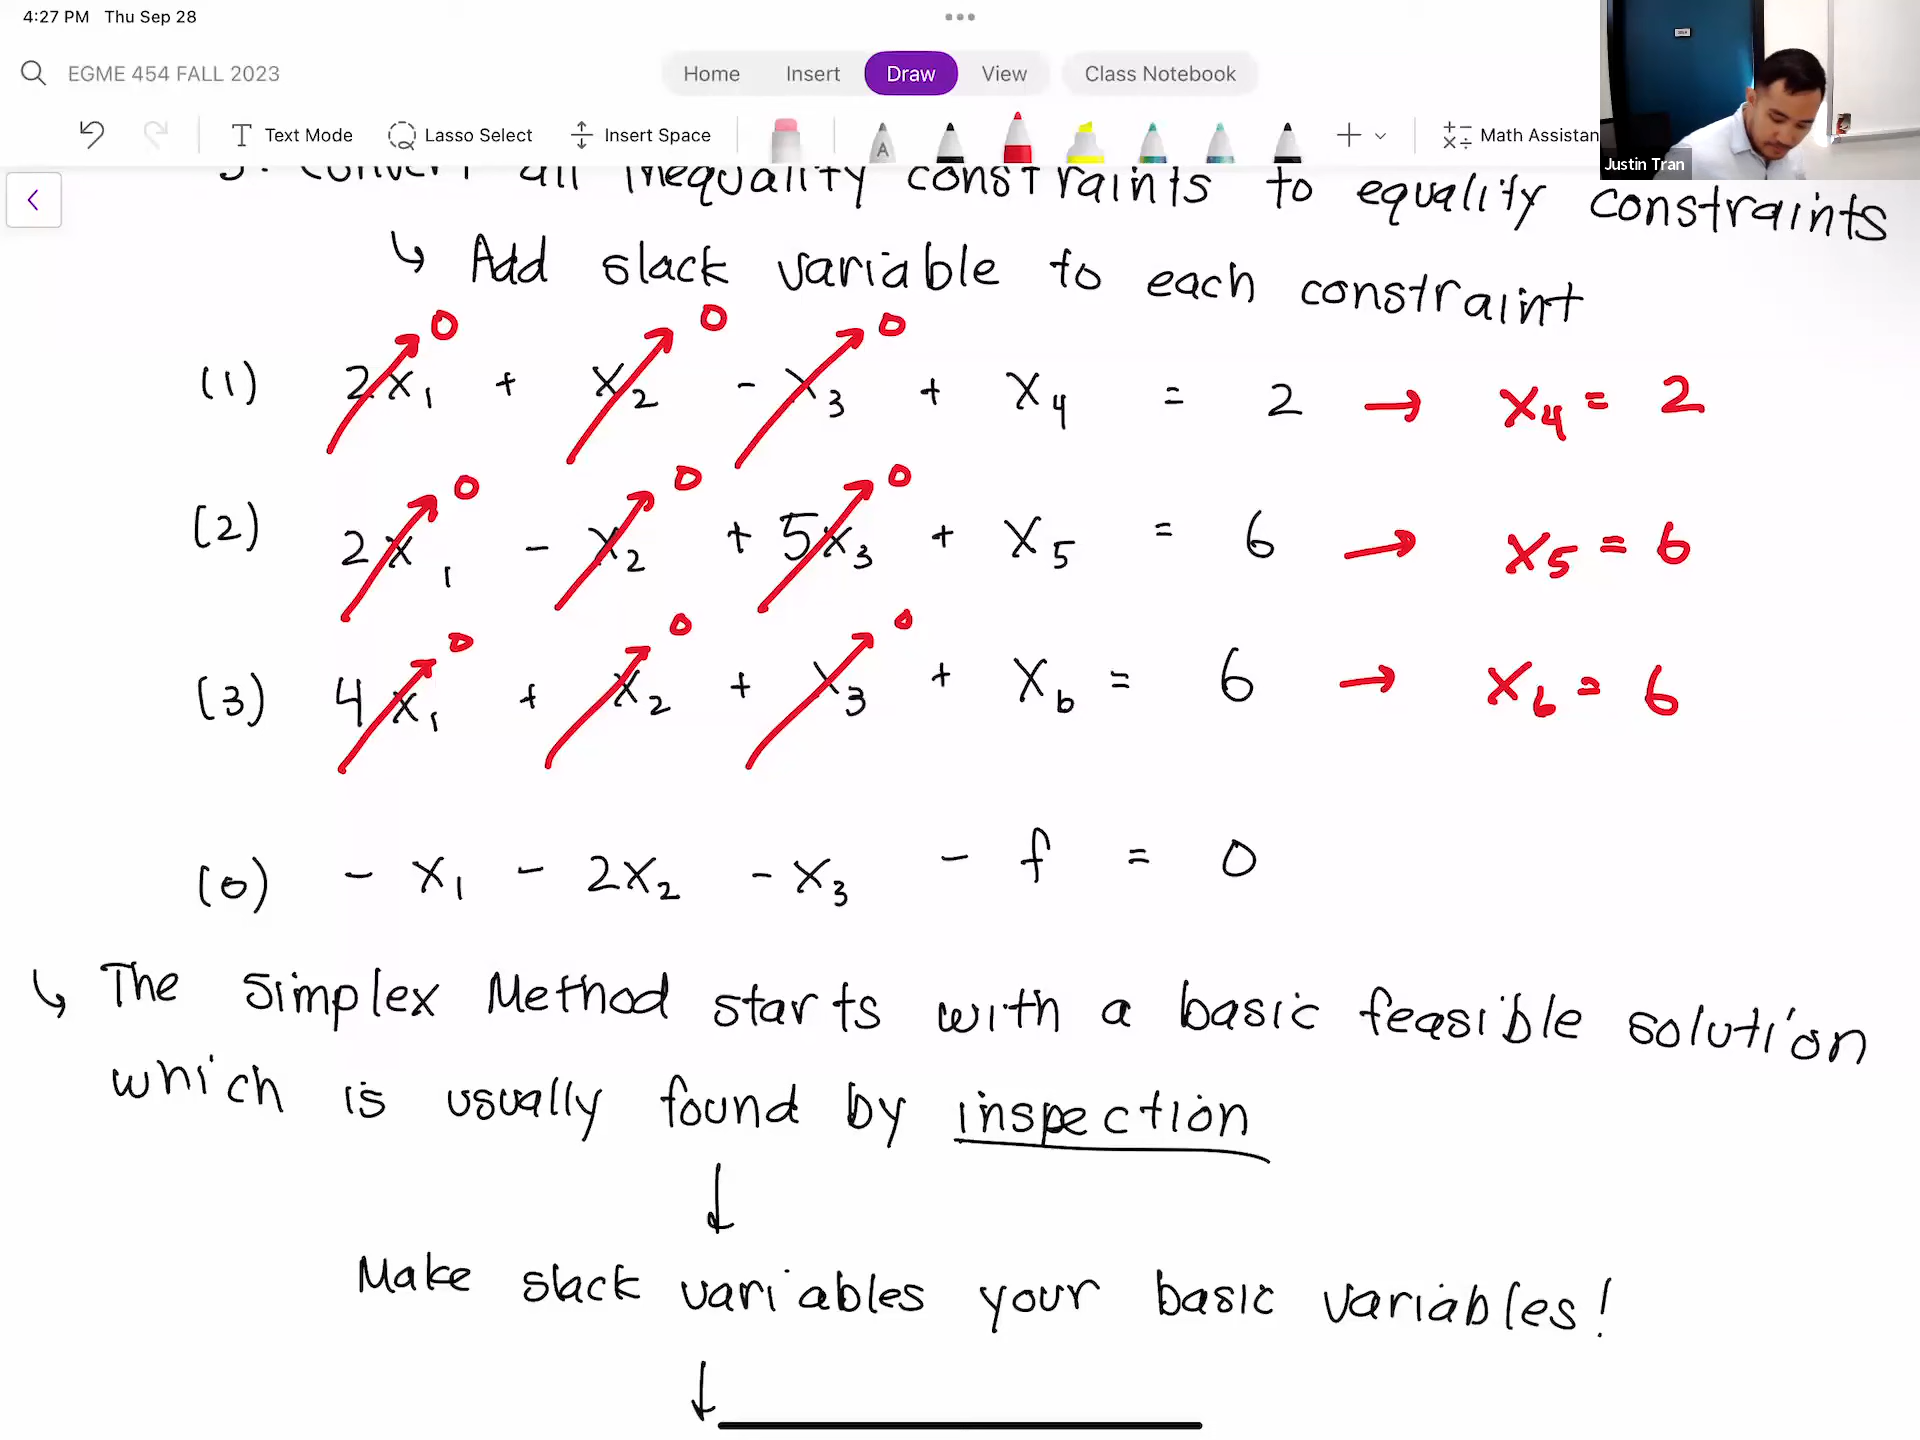 4:27 PM Thu Sep 28
EGME 454 FALL 2023
Home Insert Draw View Class Notebook
Text Mode Lasso Select Insert Space Math Assistan
Justin Tran
3. Convert all inequality constraints to equality constraints
↳ Add slack variable to each constraint
0 0 0
(1) 2x₁ + x₂ - x₃ + x₄ = 2 → x₄ = 2
0 0 0
(2) 2x₁ - x₂ + 5x₃ + x₅ = 6 → x₅ = 6
0 0 0
(3) 4x₁ + x₂ + x₃ + x₆ = 6 → x₆ = 6
(0) - x₁ - 2x₂ - x₃ - f = 0
↳ The Simplex Method starts with a basic feasible solution
which is usually found by inspection
↓
Make slack variables your basic variables!
↓